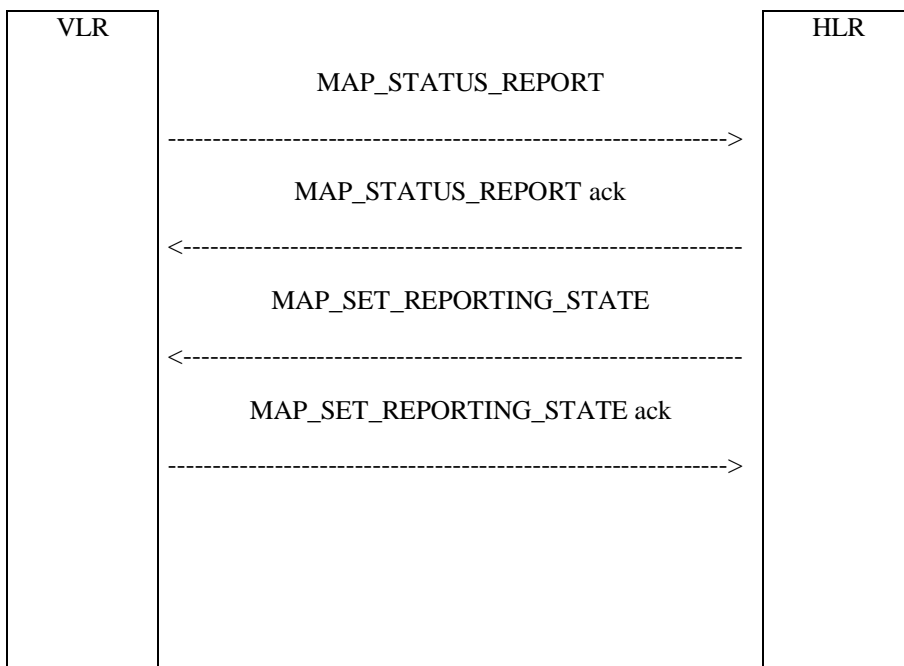 VLR
HLR
MAP_STATUS_REPORT
------------------------------------------------------------->
MAP_STATUS_REPORT ack
<-------------------------------------------------------------
MAP_SET_REPORTING_STATE
<-------------------------------------------------------------
MAP_SET_REPORTING_STATE ack
------------------------------------------------------------->